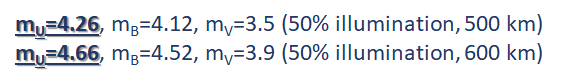 mU=4.26, mB=4.12, mV=3.5 (50% illumination, 500 km)
mU=4.66, mB=4.52, mV=3.9 (50% illumination, 600 km)